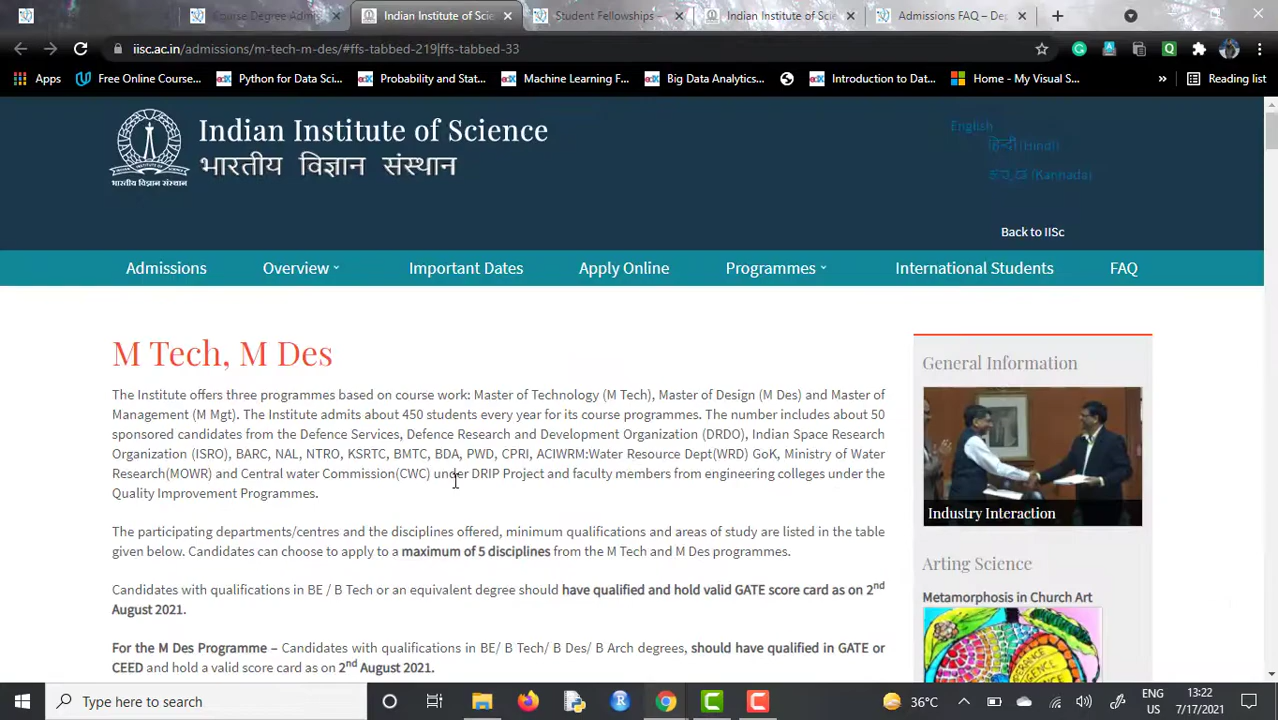 Course Degree Admi
Indian Institute of Scie
Student Fellowships –
Indian Institute of Scie
Admissions FAQ – Dep
iisc.ac.in/admissions/m-tech-m-des/#ffs-tabbed-219|ffs-tabbed-33
Apps
Free Online Course...
Python for Data Sci...
Probability and Stat...
Machine Learning F...
Big Data Analytics...
Introduction to Dat...
Home - My Visual S...
»
Reading list
Indian Institute of Science
भारतीय विज्ञान संस्थान
भारतीय विज्ञान संस्थान
English
हिन्दी (Hindi)
ಕನ್ನಡ (Kannada)
Back to IISc
Admissions
Overview
Important Dates
Apply Online
Programmes
International Students
FAQ
M Tech, M Des
The Institute offers three programmes based on course work: Master of Technology (M Tech), Master of Design (M Des) and Master of
Management (M Mgt). The Institute admits about 450 students every year for its course programmes. The number includes about 50
sponsored candidates from the Defence Services, Defence Research and Development Organization (DRDO), Indian Space Research
Organization (ISRO), BARC, NAL, NTRO, KSRTC, BMTC, BDA, PWD, CPRI, ACIWRM:Water Resource Dept(WRD) GoK, Ministry of Water
Research(MOWR) and Central water Commission(CWC) under DRIP Project and faculty members from engineering colleges under the
Quality Improvement Programmes.
The participating departments/centres and the disciplines offered, minimum qualifications and areas of study are listed in the table
given below. Candidates can choose to apply to a maximum of 5 disciplines from the M Tech and M Des programmes.
Candidates with qualifications in BE / B Tech or an equivalent degree should have qualified and hold valid GATE score card as on 2nd
August 2021.
For the M Des Programme – Candidates with qualifications in BE/ B Tech/ B Des/ B Arch degrees, should have qualified in GATE or
CEED and hold a valid score card as on 2nd August 2021.
General Information
Industry Interaction
Arting Science
Metamorphosis in Church Art
Type here to search
36°C
ENG
US
13:22
7/17/2021